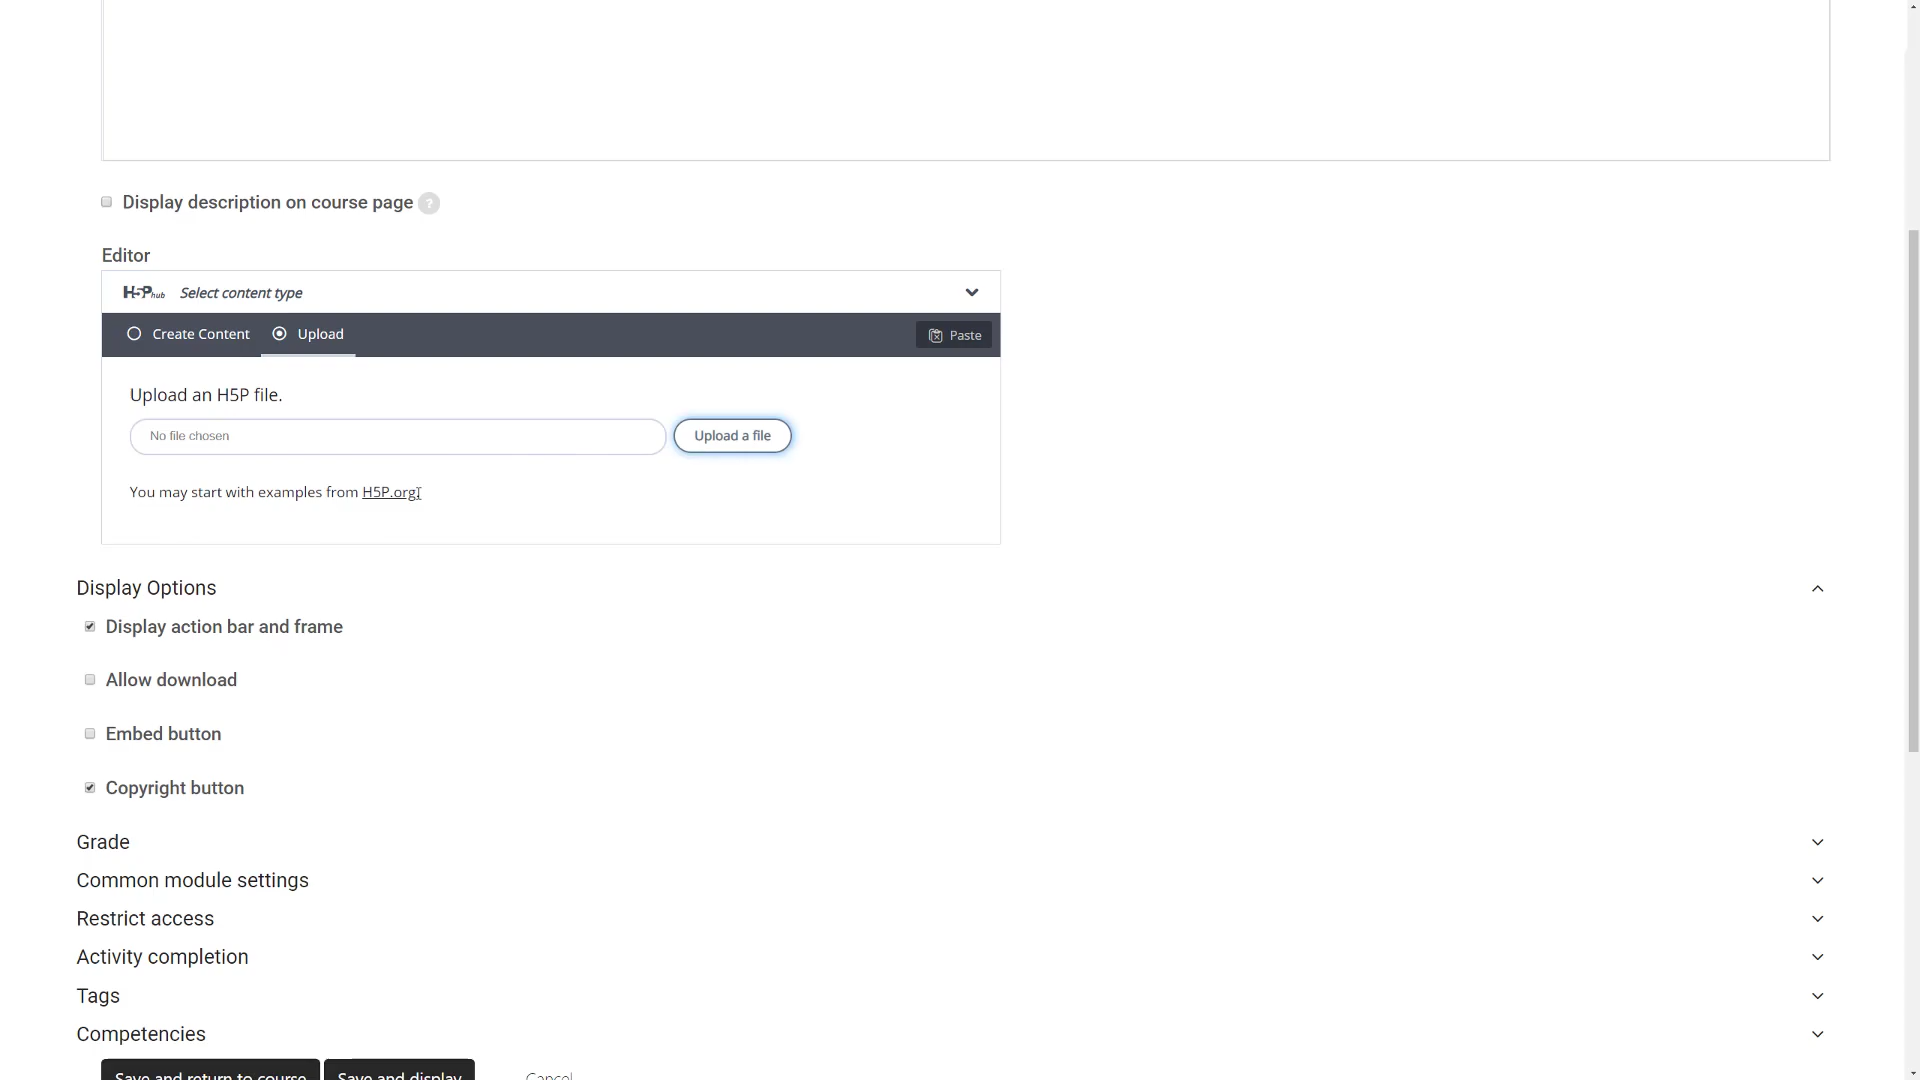 Display description on course page ?
Editor
H5Phub Select content type
Create Content Upload Paste
Upload an H5P file.
No file chosen Upload a file
You may start with examples from H5P.org.
Display Options
Display action bar and frame
Allow download
Embed button
Copyright button
Grade
Common module settings
Restrict access
Activity completion
Tags
Competencies
Save and return to course Save and display Cancel